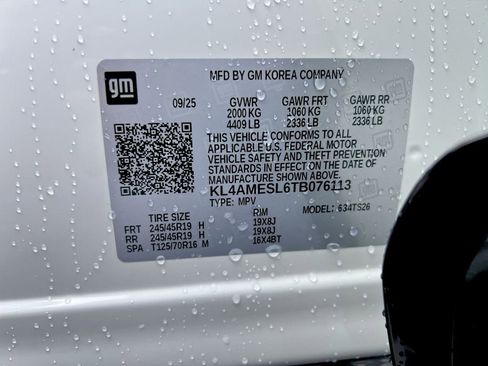 gm
MFD BY GM KOREA COMPANY
09/25 GVWR GAWR FRT GAWR RR
2000 KG 1060 KG 1060 KG
4409 LB 2336 LB 2336 LB
THIS VEHICLE CONFORMS TO ALL
APPLICABLE U.S. FEDERAL MOTOR
VEHICLE SAFETY AND THEFT PREVENTION
STANDARDS IN EFFECT ON THE DATE OF
MANUFACTURE SHOWN ABOVE.
KL4AMESL6TB076113
TYPE: MPV MODEL: 634TS26
TIRE SIZE RIM
FRT 245/45R19 H 19X8J
RR 245/45R19 H 19X8J
SPA T125/70R16 M 16X4BT